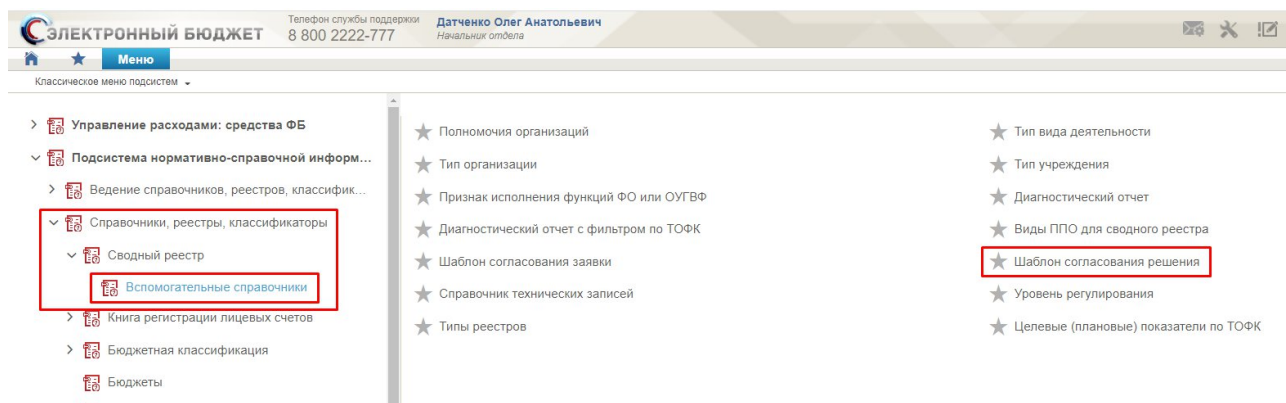 ЭЛЕКТРОННЫЙ БЮДЖЕТ
Телефон службы поддержки
8 800 2222-777
Датченко Олег Анатольевич
Начальник отдела
Меню
Классическое меню подсистем
Управление расходами: средства ФБ
Подсистема нормативно-справочной информ...
Ведение справочников, реестров, классифик...
Справочники, реестры, классификаторы
Сводный реестр
Вспомогательные справочники
Книга регистрации лицевых счетов
Бюджетная классификация
Бюджеты
Полномочия организаций
Тип организации
Признак исполнения функций ФО или ОУГВФ
Диагностический отчет с фильтром по ТОФК
Шаблон согласования заявки
Справочник технических записей
Типы реестров
Тип вида деятельности
Тип учреждения
Диагностический отчет
Виды ППО для сводного реестра
Шаблон согласования решения
Уровень регулирования
Целевые (плановые) показатели по ТОФК